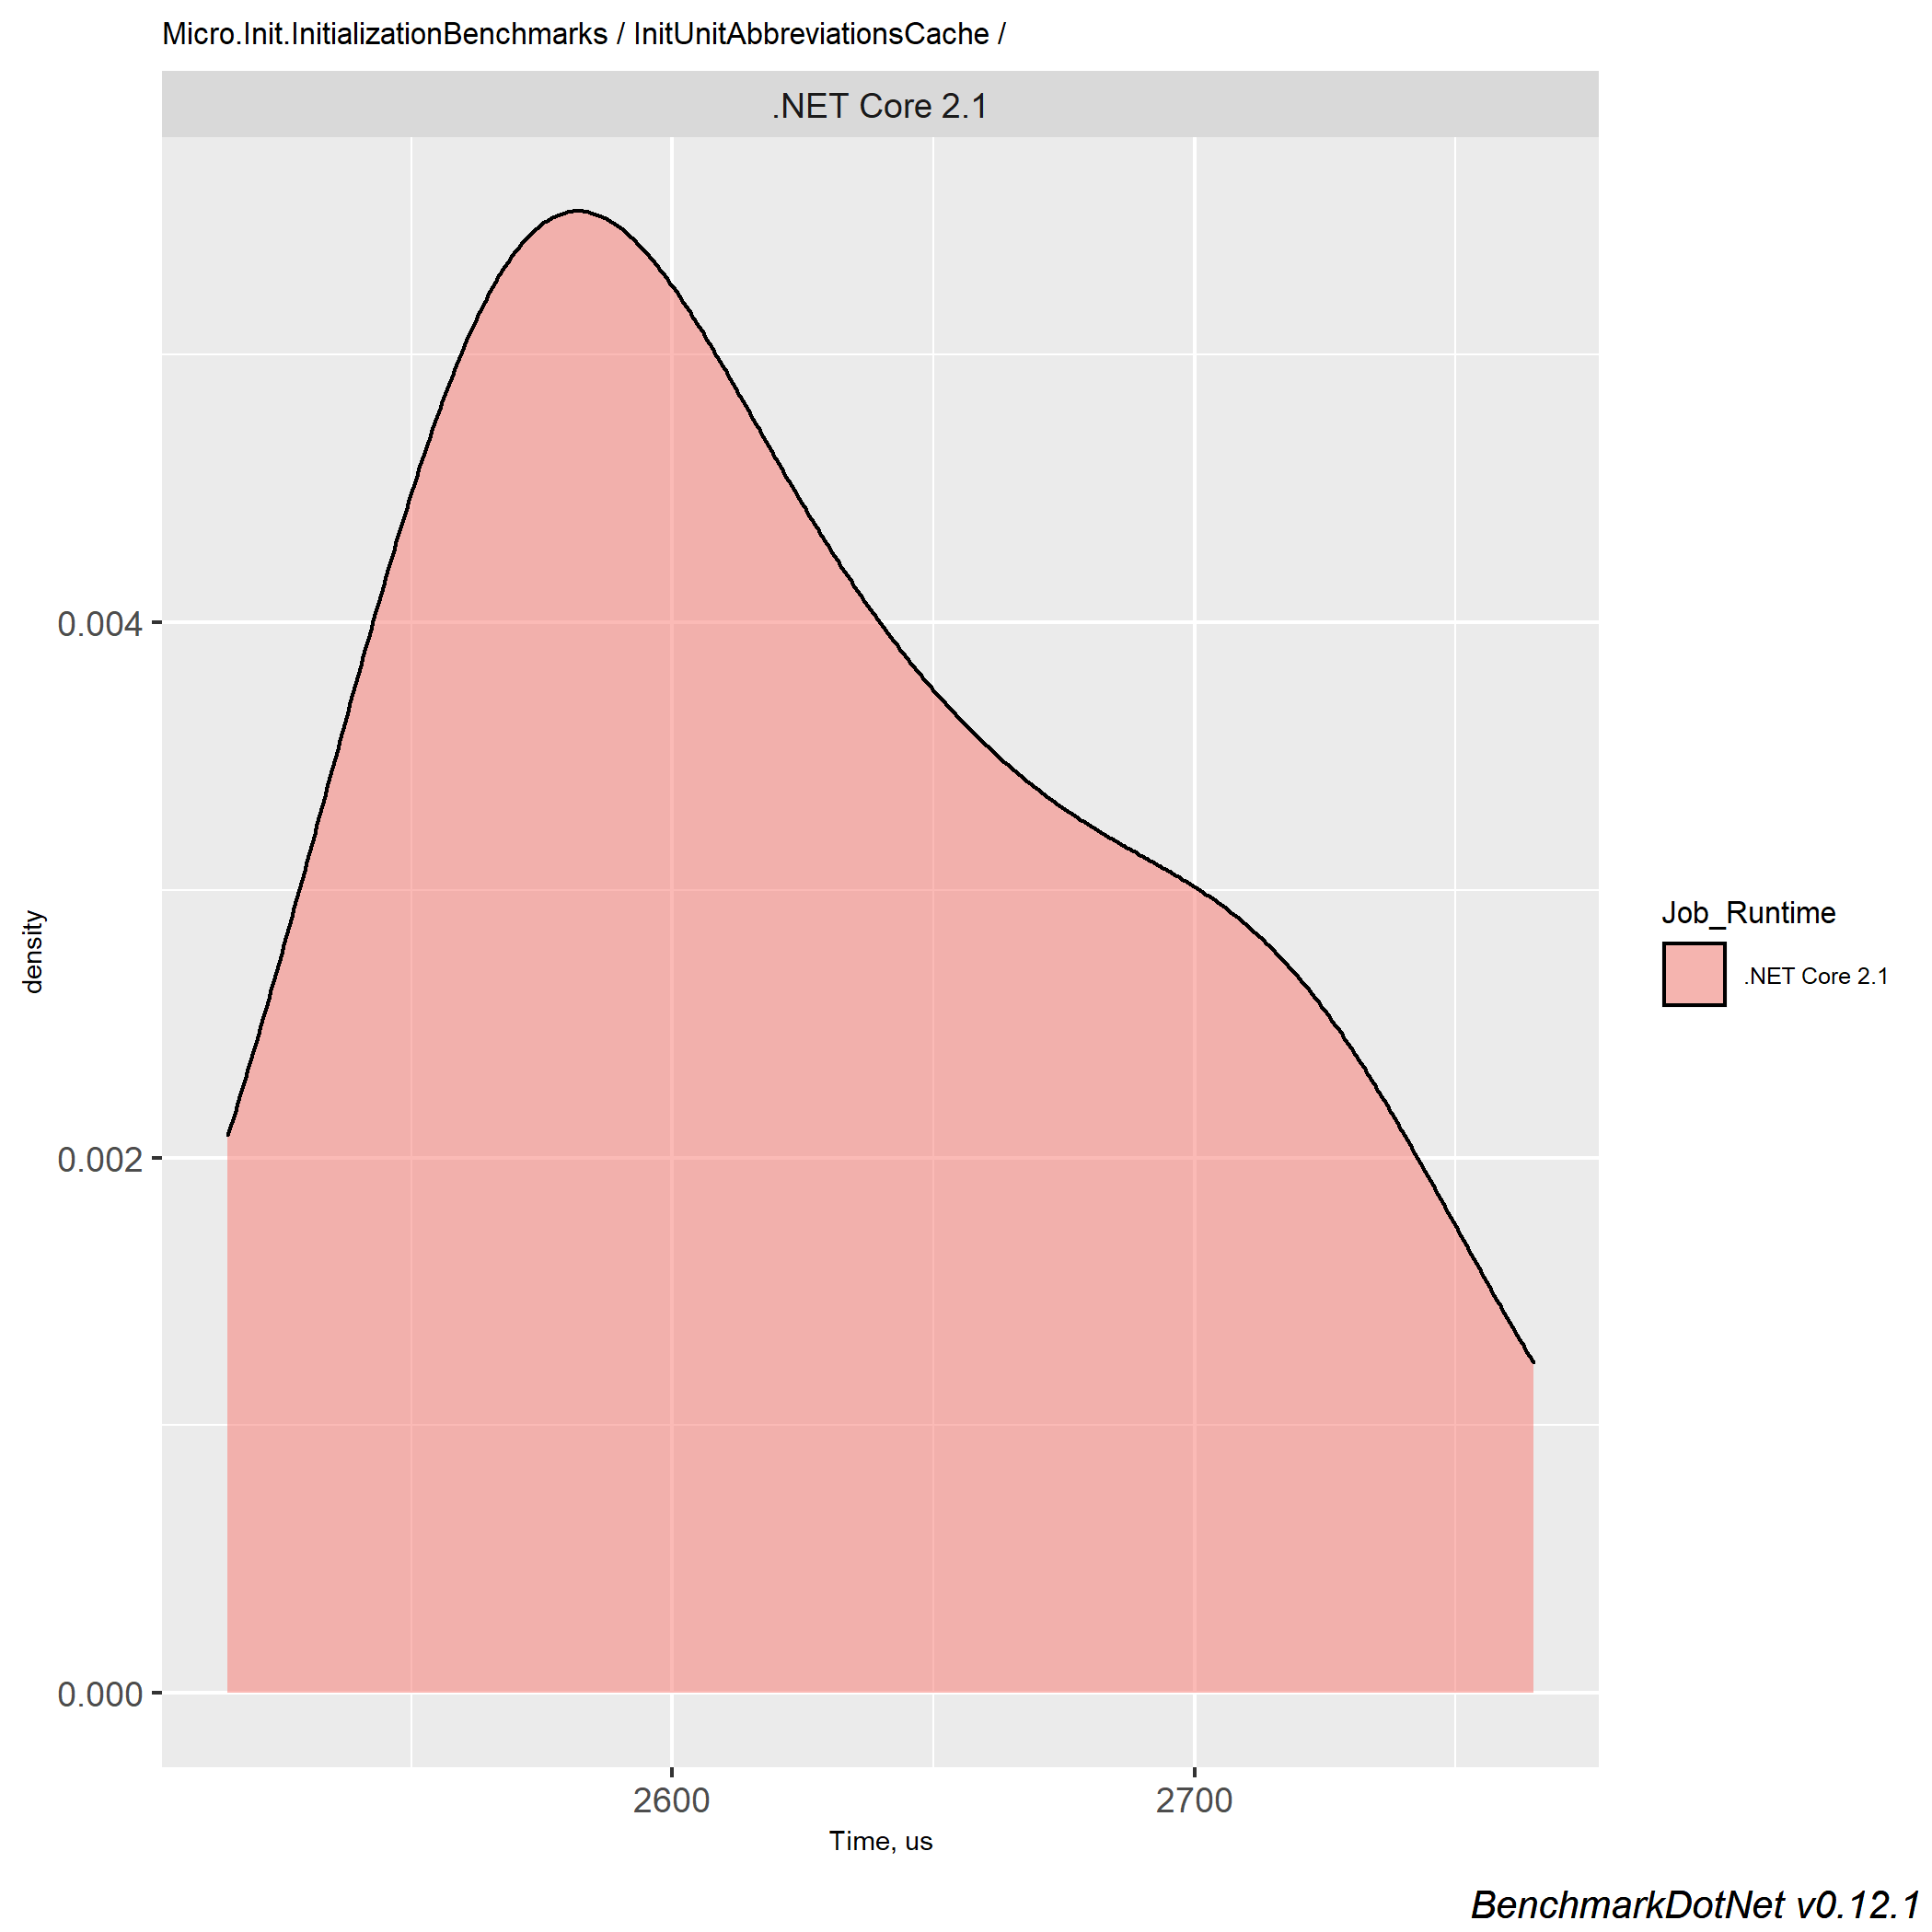 Micro.Init.InitializationBenchmarks / InitUnitAbbreviationsCache /
.NET Core 2.1
0.004
0.002
0.000
density
2600
2700
Time, us
Job_Runtime
.NET Core 2.1
BenchmarkDotNet v0.12.1